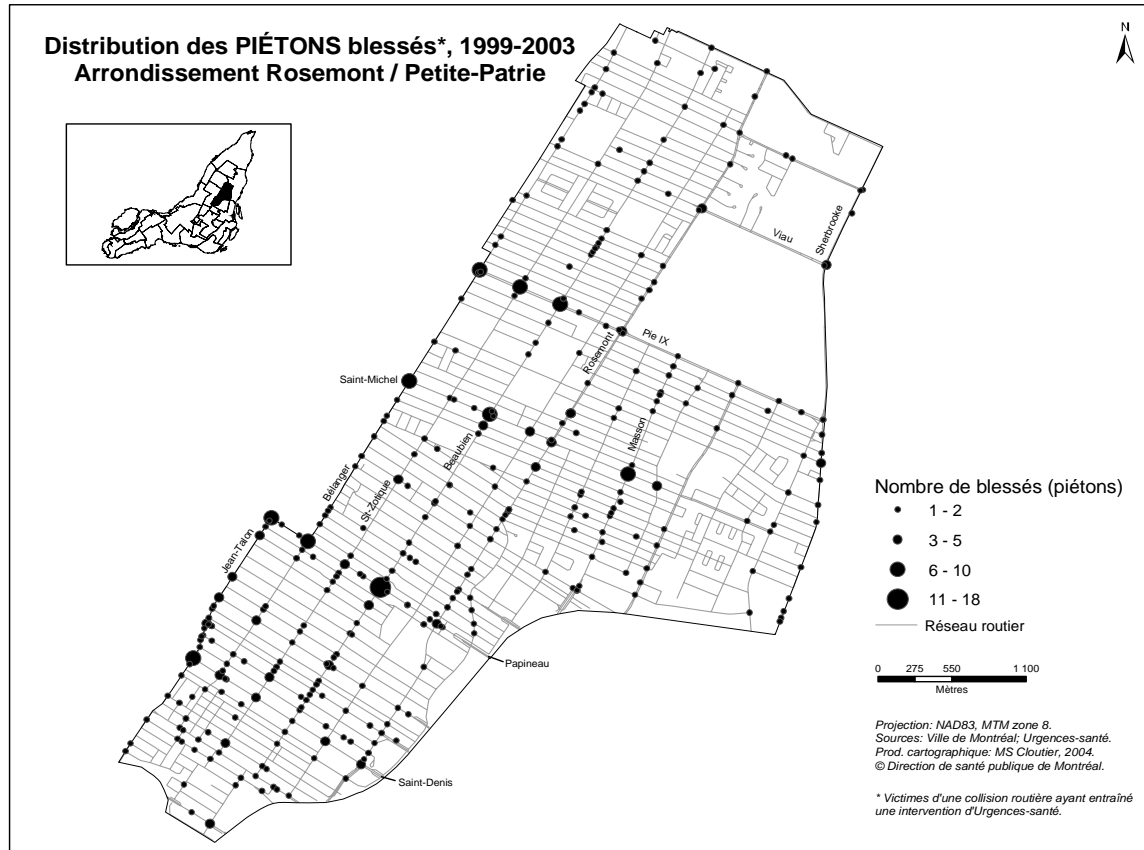 Distribution des PIÉTONS blessés*, 1999-2003
Arrondissement Rosemont / Petite-Patrie
N
Viau
Sherbrooke
Pie IX
Rosemont
Saint-Michel
Masson
Beaubien
Bélanger
St-Zotique
Jean-Talon
Papineau
Saint-Denis
Nombre de blessés (piétons)
1 - 2
3 - 5
6 - 10
11 - 18
Réseau routier
0 275 550 1 100
Mètres
Projection: NAD83, MTM zone 8.
Sources: Ville de Montréal; Urgences-santé.
Prod. cartographique: MS Cloutier, 2004.
© Direction de santé publique de Montréal.
* Victimes d'une collision routière ayant entraîné
une intervention d'Urgences-santé.